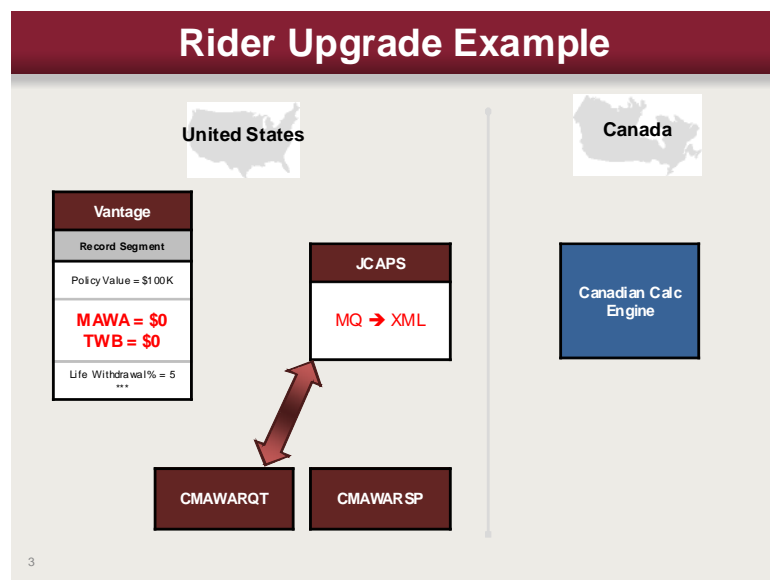 Rider Upgrade Example
United States
Canada
Vantage
Record Segment
Policy Value = $100K
MAWA = $0
TWB = $0
Life Withdrawal% = 5
***
JCAPS
MQ ➔ XML
Canadian Calc
Engine
CMAWARQT
CMAWARSP
3